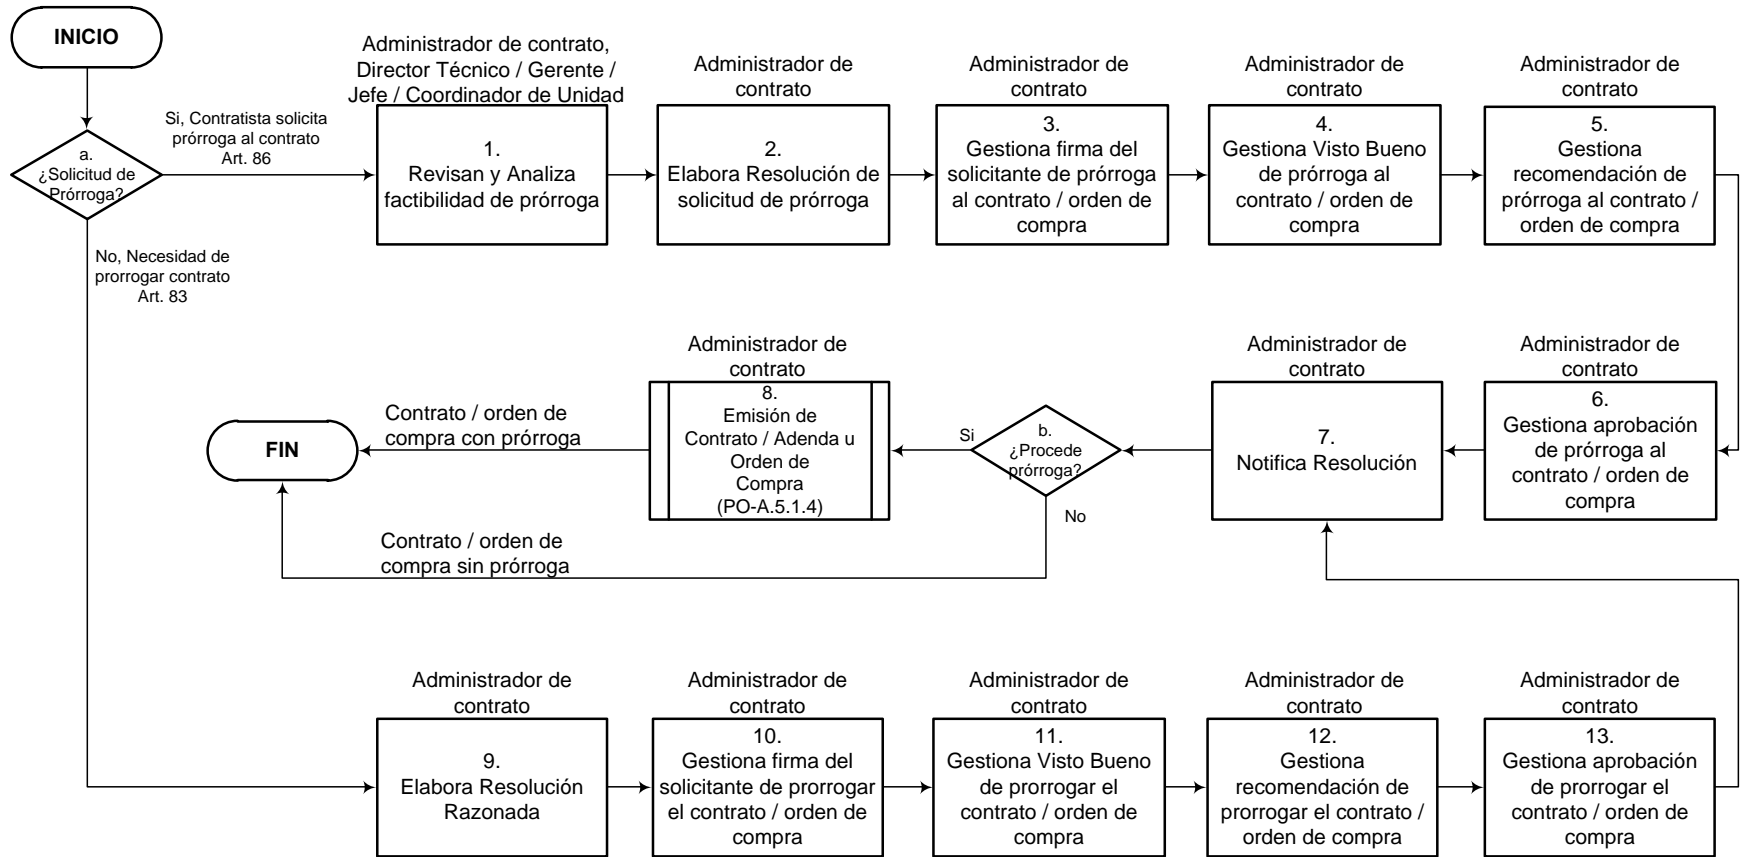 INICIO
a.
¿Solicitud de
Prórroga?
Si, Contratista solicita
prórroga al contrato
Art. 86
No, Necesidad de
prorrogar contrato
Art. 83
Administrador de contrato,
Director Técnico / Gerente /
Jefe / Coordinador de Unidad
1.
Revisan y Analiza
factibilidad de prórroga
Administrador de
contrato
2.
Elabora Resolución de
solicitud de prórroga
Administrador de
contrato
3.
Gestiona firma del
solicitante de prórroga
al contrato / orden de
compra
Administrador de
contrato
4.
Gestiona Visto Bueno
de prórroga al
contrato / orden de
compra
Administrador de
contrato
5.
Gestiona
recomendación de
prórroga al contrato /
orden de compra
Administrador de
contrato
6.
Gestiona aprobación
de prórroga al
contrato / orden de
compra
Administrador de
contrato
7.
Notifica Resolución
b.
¿Procede
prórroga?
Si
No
Administrador de
contrato
8.
Emisión de
Contrato / Adenda u
Orden de
Compra
(PO-A.5.1.4)
Contrato / orden de
compra con prórroga
Contrato / orden de
compra sin prórroga
FIN
Administrador de
contrato
9.
Elabora Resolución
Razonada
Administrador de
contrato
10.
Gestiona firma del
solicitante de prorrogar
el contrato / orden de
compra
Administrador de
contrato
11.
Gestiona Visto Bueno
de prorrogar el
contrato / orden de
compra
Administrador de
contrato
12.
Gestiona
recomendación de
prorrogar el contrato /
orden de compra
Administrador de
contrato
13.
Gestiona aprobación
de prorrogar el
contrato / orden de
compra